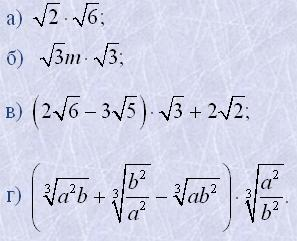 а) √2 · √6;
б) √3m · √3;
в) (2√6 − 3√5) · √3 + 2√2;
г) (∛(a²b) + ∛(b²/a²) − ∛(ab²)) · ∛(a²/b²).